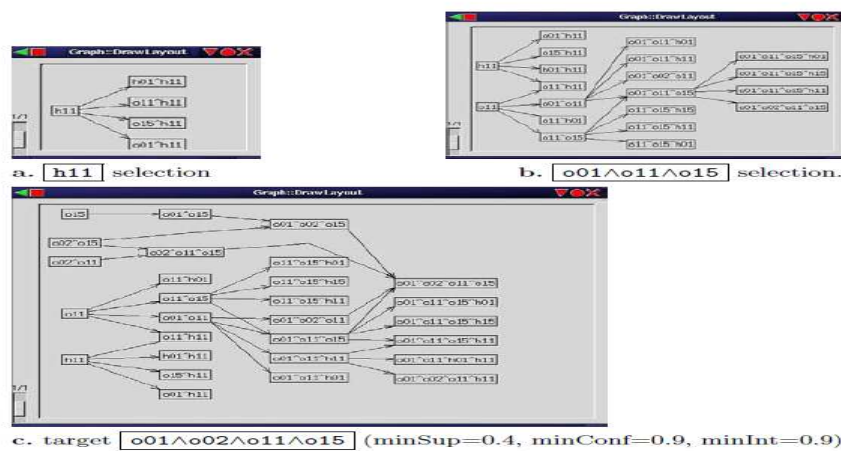 Graph::DrawLayout
h11
h01^h11
o11^h11
o15^h11
o01^h11
1/1
a. h11 selection
Graph::DrawLayout
h11
o11
o01^h11
o15^h11
h01^h11
o11^h11
o01^o11
o11^h01
o11^o15
o01^o11^h01
o01^o11^h11
o01^o02^o11
o01^o11^o15
o11^o15^h15
o11^o15^h11
o11^o15^h01
o01^o11^o15^h01
o01^o11^o15^h15
o01^o11^o15^h11
o01^o02^o11^o15
1/1
b. o01∧o11∧o15 selection.
Graph::DrawLayout
o15
o02^o15
o02^o11
o11
h11
o01^o15
o02^o11^o15
o11^h01
o11^o15
o01^o11
o11^h11
h01^h11
o15^h11
o01^h11
o01^o02^o15
o11^o15^h01
o11^o15^h15
o11^o15^h11
o01^o02^o11
o01^o11^o15
o01^o11^h11
o01^o11^h01
o01^o02^o11^o15
o01^o11^o15^h01
o01^o11^o15^h15
o01^o11^o15^h11
o01^o11^h01^h11
o01^o02^o11^h11
1/1
c. target o01∧o02∧o11∧o15 (minSup=0.4, minConf=0.9, minInt=0.9)